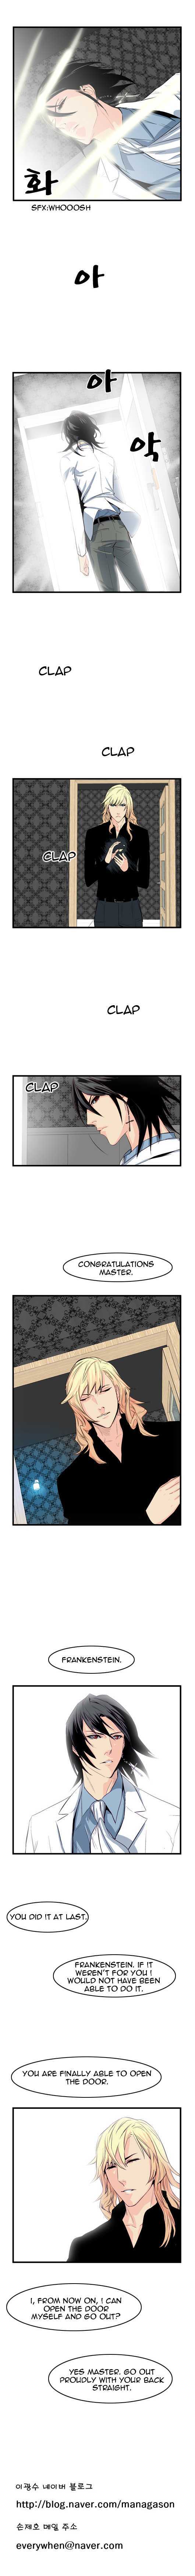 화
SFX:WHOOOSH
아
아
악
CLAP
CLAP
CLAP
CLAP
CLAP
CONGRATULATIONS
MASTER.
FRANKENSTEIN.
YOU DID IT AT LAST.
FRANKENSTEIN. IF IT
WEREN'T FOR YOU I
WOULD NOT HAVE BEEN
ABLE TO DO IT.
YOU ARE FINALLY ABLE TO OPEN
THE DOOR.
I, FROM NOW ON, I CAN
OPEN THE DOOR
MYSELF AND GO OUT?
YES MASTER. GO OUT
PROUDLY WITH YOUR BACK
STRAIGHT.
이광수 네이버 블로그
http://blog.naver.com/managason
손제호 메일 주소
everywhen@naver.com